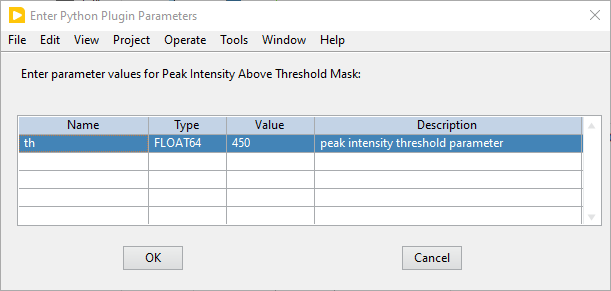 Enter Python Plugin Parameters
File Edit View Project Operate Tools Window Help
Enter parameter values for Peak Intensity Above Threshold Mask:
Name Type Value Description
th FLOAT64 450 peak intensity threshold parameter
OK Cancel